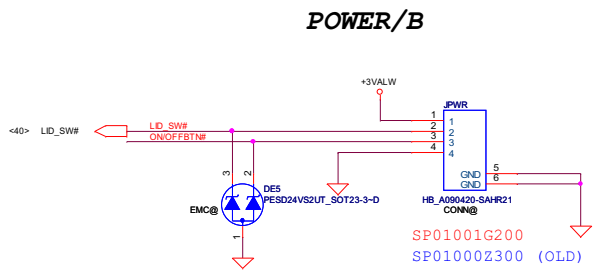 POWER/B
+3VALW
JPWR
<40> LID_SW#
LID_SW#
ON/OFFBTN#
1 1
2 2
3 3
4 4
GND 5
GND 6
3 2
DE5
PESD24VS2UT_SOT23-3~D
EMC@
1
HB_A090420-SAHR21
CONN@
SP01001G200
SP01000Z300 (OLD)